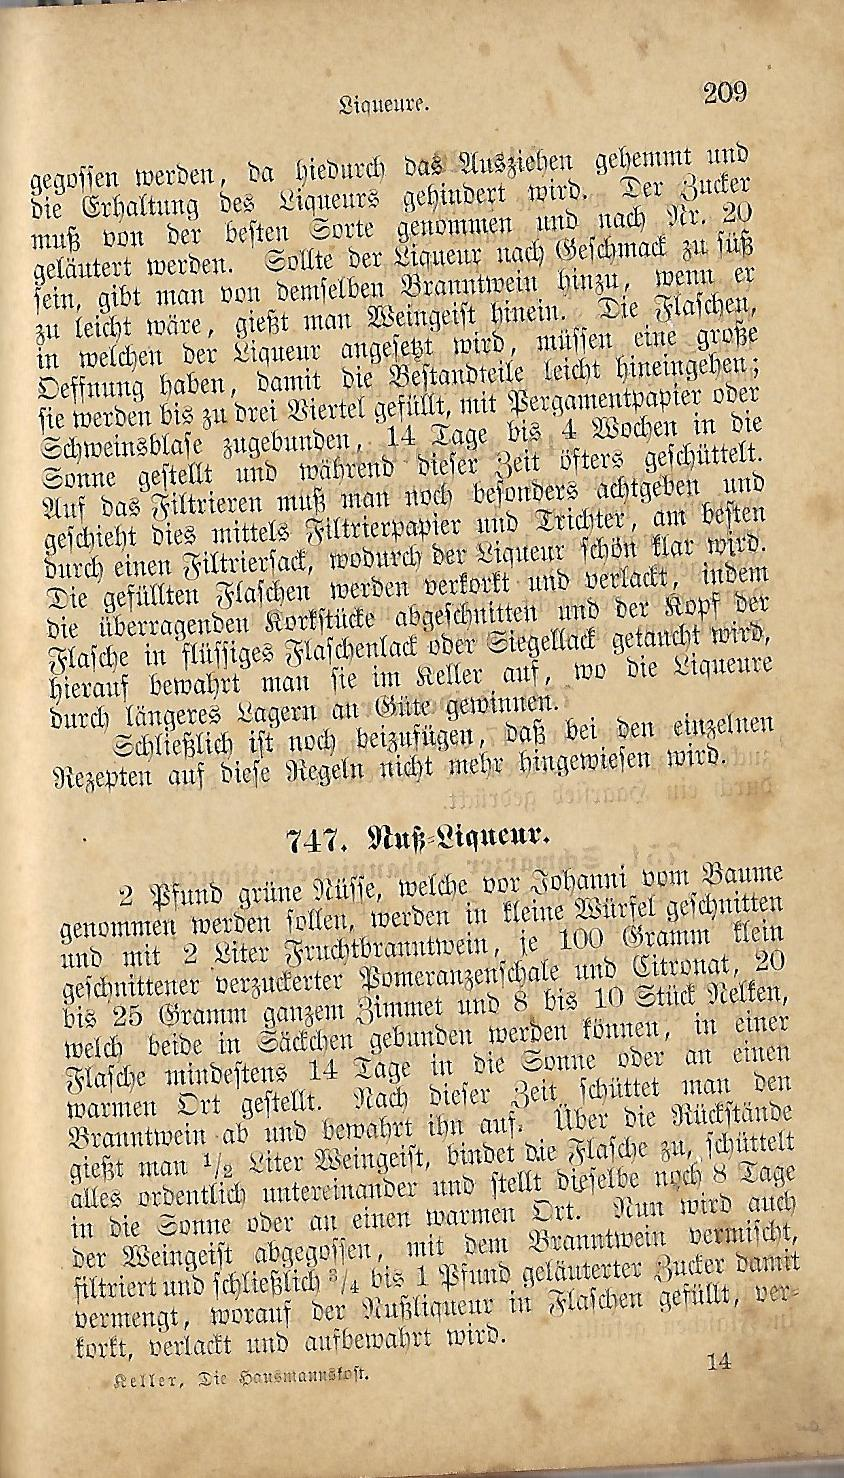 Liqueure. 209
gegossen werden, da hiedurch das Ausziehen gehemmt und
die Erhaltung des Liqueurs gehindert wird. Der Zucker
muß von der besten Sorte genommen und nach Nr. 20
geläutert werden. Sollte der Liqueur nach Geschmack zu süß
sein, gibt man von demselben Branntwein hinzu, wenn er
zu leicht wäre, gießt man Weingeist hinein. Die Flaschen,
in welchen der Liqueur angesetzt wird, müssen eine große
Oeffnung haben, damit die Bestandteile leicht hineingehen;
sie werden bis zu drei Viertel gefüllt, mit Pergamentpapier oder
Schweinsblase zugebunden, 14 Tage bis 4 Wochen in die
Sonne gestellt und während dieser Zeit öfters geschüttelt.
Auf das Filtrieren muß man noch besonders achtgeben und
geschieht dies mittels Filtrierpapier und Trichter, am besten
durch einen Filtriersack, wodurch der Liqueur schön klar wird.
Die gefüllten Flaschen werden verkorkt und verlackt, indem
die überragenden Korkstücke abgeschnitten und der Kopf der
Flasche in flüssiges Flaschenlack oder Siegellack getaucht wird,
hierauf bewahrt man sie im Keller auf, wo die Liqueure
durch längeres Lagern an Güte gewinnen.
Schließlich ist noch beizufügen, daß bei den einzelnen
Rezepten auf diese Regeln nicht mehr hingewiesen wird.
747. Nuß-Liqueur.
2 Pfund grüne Nüsse, welche vor Johanni vom Baume
genommen werden sollen, werden in kleine Würfel geschnitten
und mit 2 Liter Fruchtbranntwein, je 100 Gramm klein
geschnittener verzuckerter Pomeranzenschale und Citronat, 20
bis 25 Gramm ganzem Zimmet und 8 bis 10 Stück Nelken,
welch beide in Säckchen gebunden werden können, in einer
Flasche mindestens 14 Tage in die Sonne oder an einen
warmen Ort gestellt. Nach dieser Zeit schüttet man den
Branntwein ab und bewahrt ihn auf. Über die Rückstände
gießt man 1/2 Liter Weingeist, bindet die Flasche zu, schüttelt
alles ordentlich untereinander und stellt dieselbe noch 8 Tage
in die Sonne oder an einen warmen Ort. Nun wird auch
der Weingeist abgegossen, mit dem Branntwein vermischt,
filtriert und schließlich 3/4 bis 1 Pfund geläuterter Zucker damit
vermengt, worauf der Nußliqueur in Flaschen gefüllt, ver-
korkt, verlackt und aufbewahrt wird.
Keller, Die Hausmannskost. 14